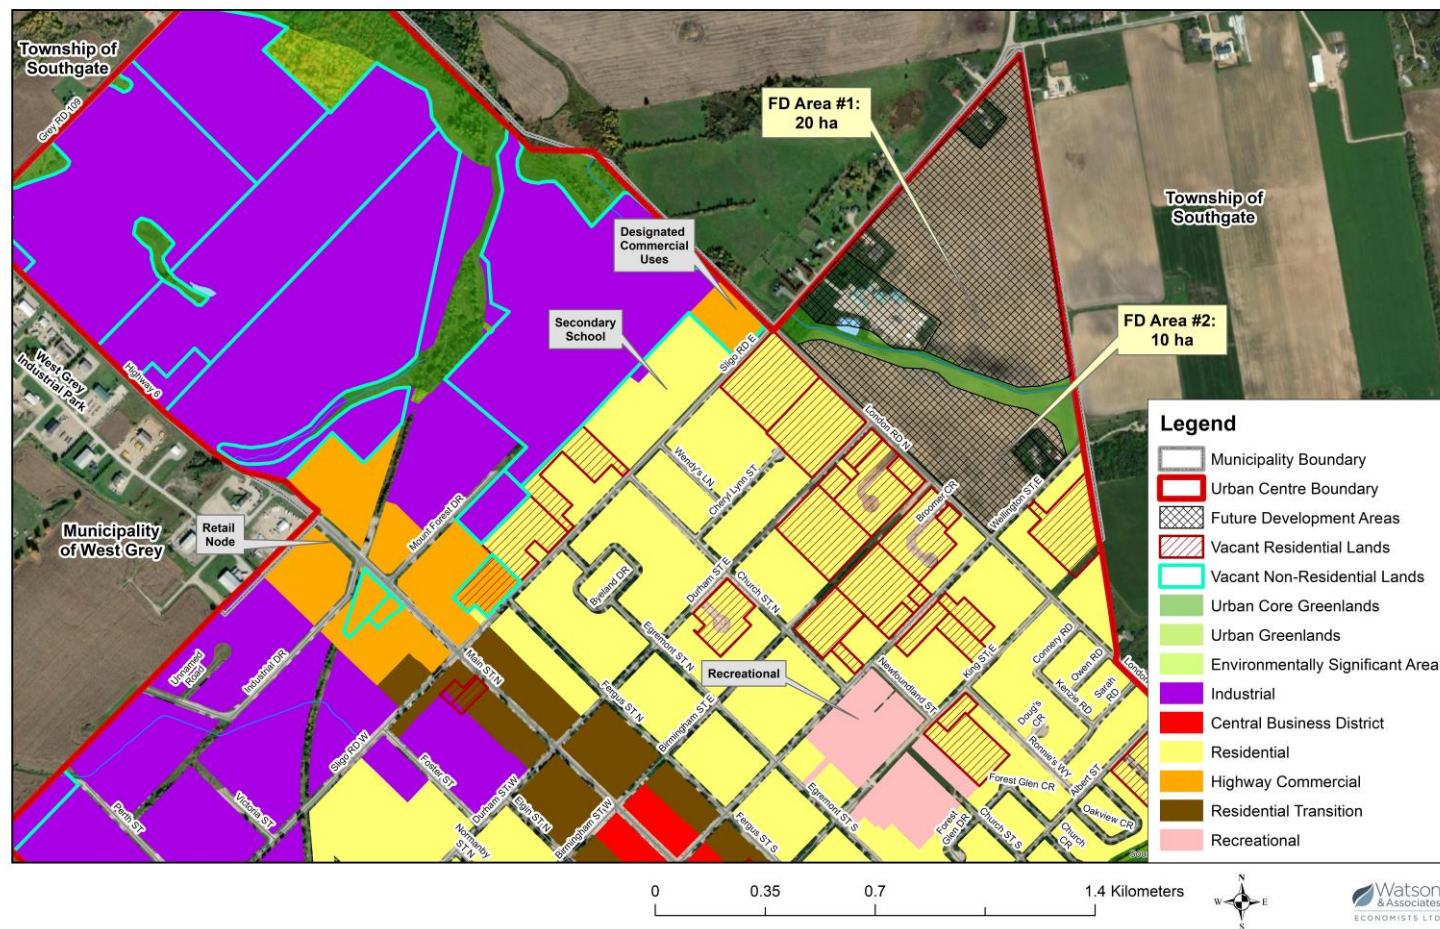 Township of
Southgate
Grey RD 109
FD Area #1:
20 ha
Township of
Southgate
Designated
Commercial
Uses
Secondary
School
FD Area #2:
10 ha
Sligo RD E
West Grey
Industrial Park
Highway 6
London RD N
Wendy's LN
Cheryl Lynn ST
Broomer CR
Wellington ST E
Mount Forest DR
Retail
Node
Municipality
of West Grey
Byeland DR
Durham ST E
Church ST N
Egremont ST N
Recreational
Newfoundland ST
King ST E
Connery RD
Owen RD
Kenzie RD
Sarah
RD
London
Unnamed
Road
Industrial DR
Main ST N
Fergus ST N
Birmingham ST E
Doug's
CR
Ronnie's WY
Sligo RD W
Foster ST
Forest Glen CR
Albert ST
Oakview CR
Perth ST
Victoria ST
Durham ST W
Elgin ST N
Normanby
ST N
Birmingham ST W
Fergus ST S
Egremont ST S
Forest
Glen DR
Church ST S
Church
CR
Sou
Legend
Municipality Boundary
Urban Centre Boundary
Future Development Areas
Vacant Residential Lands
Vacant Non-Residential Lands
Urban Core Greenlands
Urban Greenlands
Environmentally Significant Area
Industrial
Central Business District
Residential
Highway Commercial
Residential Transition
Recreational
0 0.35 0.7 1.4 Kilometers
N
W E
S
Watson
& Associates
ECONOMISTS LTD